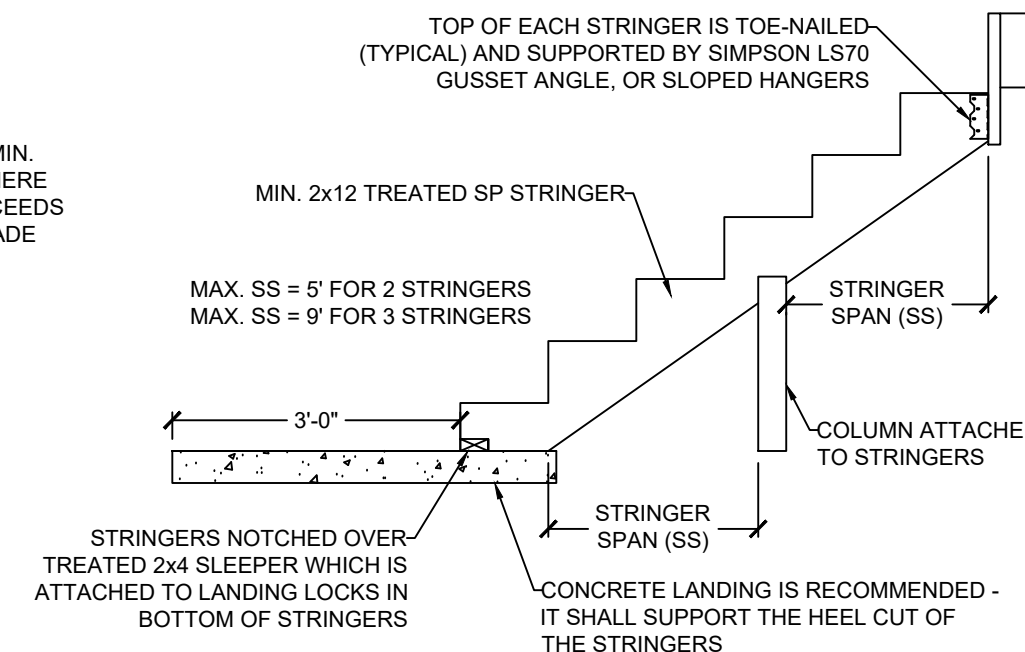 TOP OF EACH STRINGER IS TOE-NAILED
(TYPICAL) AND SUPPORTED BY SIMPSON LS70
GUSSET ANGLE, OR SLOPED HANGERS
MIN.
HERE
CEEDS
ADE
MIN. 2x12 TREATED SP STRINGER
MAX. SS = 5' FOR 2 STRINGERS
MAX. SS = 9' FOR 3 STRINGERS
STRINGER
SPAN (SS)
3'-0"
COLUMN ATTACHE
TO STRINGERS
STRINGER
SPAN (SS)
STRINGERS NOTCHED OVER
TREATED 2x4 SLEEPER WHICH IS
ATTACHED TO LANDING LOCKS IN
BOTTOM OF STRINGERS
CONCRETE LANDING IS RECOMMENDED -
IT SHALL SUPPORT THE HEEL CUT OF
THE STRINGERS